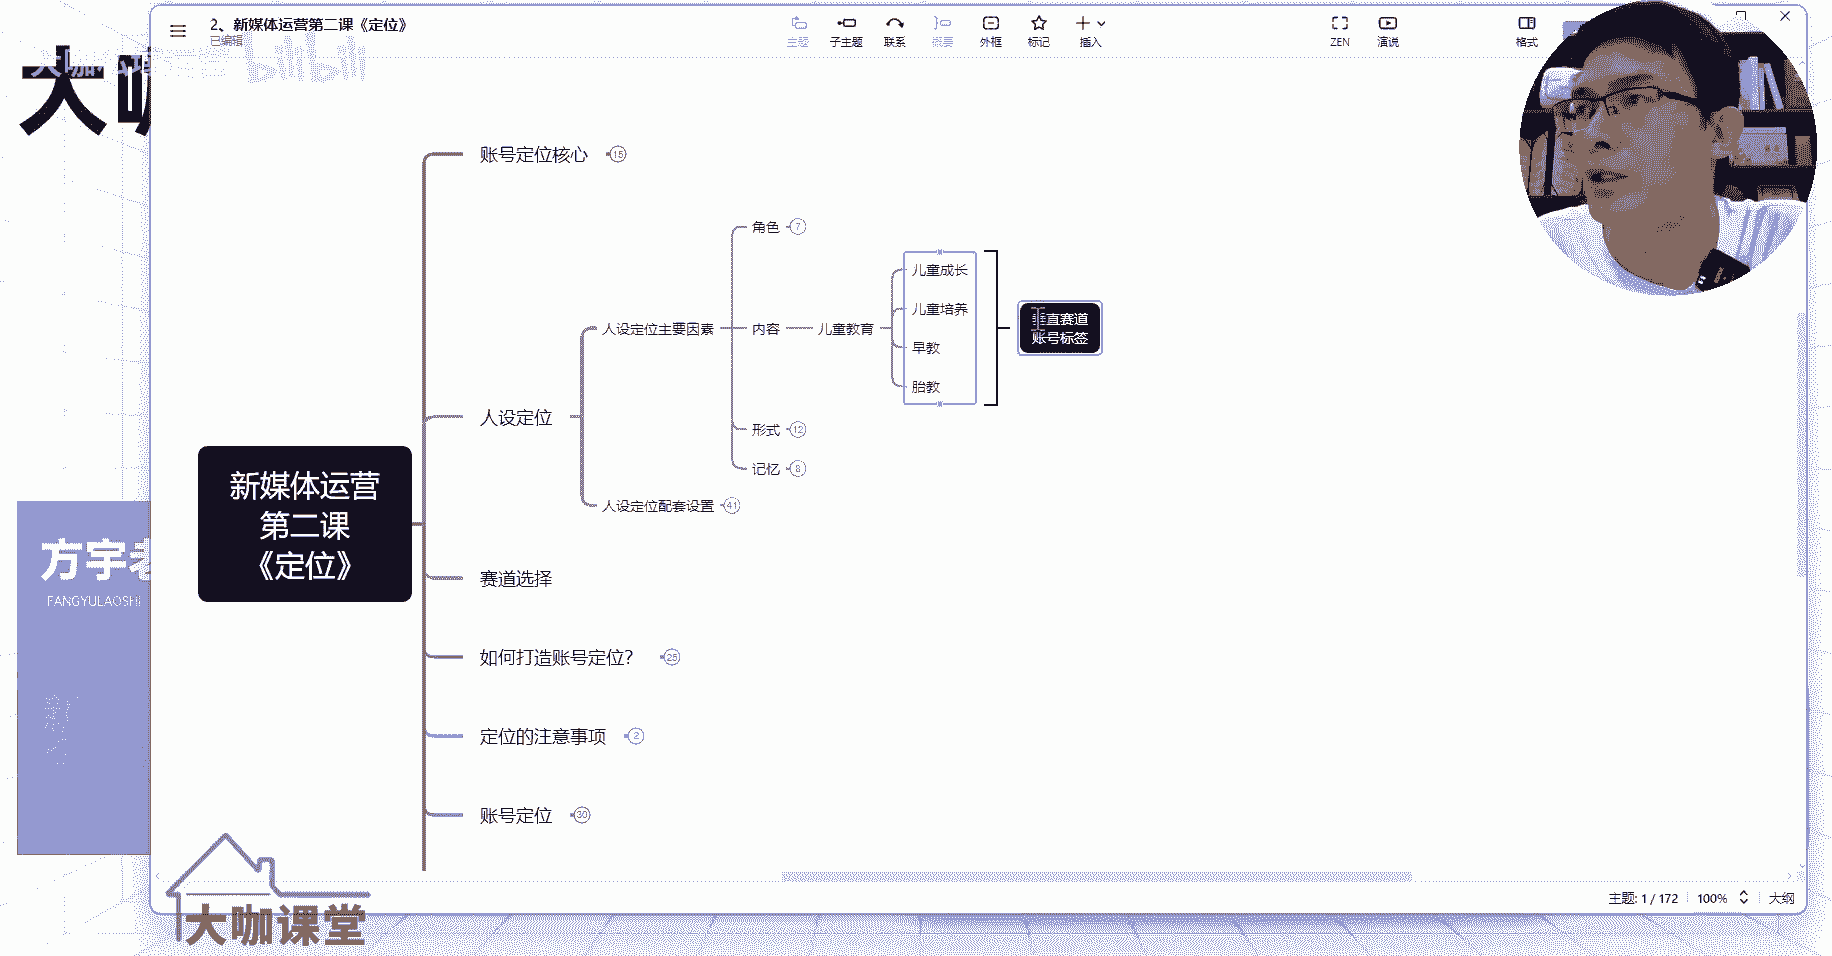 2、新媒体运营第二课《定位》
已编辑
主题
子主题
联系
概要
外框
标记
插入
ZEN
演说
格式
大咖
bilibili
账号定位核心
15
角色
7
儿童成长
儿童培养
早教
胎教
垂直赛道
账号标签
人设定位主要因素
内容
儿童教育
形式
12
记忆
8
人设定位
人设定位配套设置
41
新媒体运营
第二课
《定位》
赛道选择
如何打造账号定位？
25
定位的注意事项
2
账号定位
30
方宇老
FANGYULAOSHI
大咖课堂
主题: 1 / 172
100%
大纲